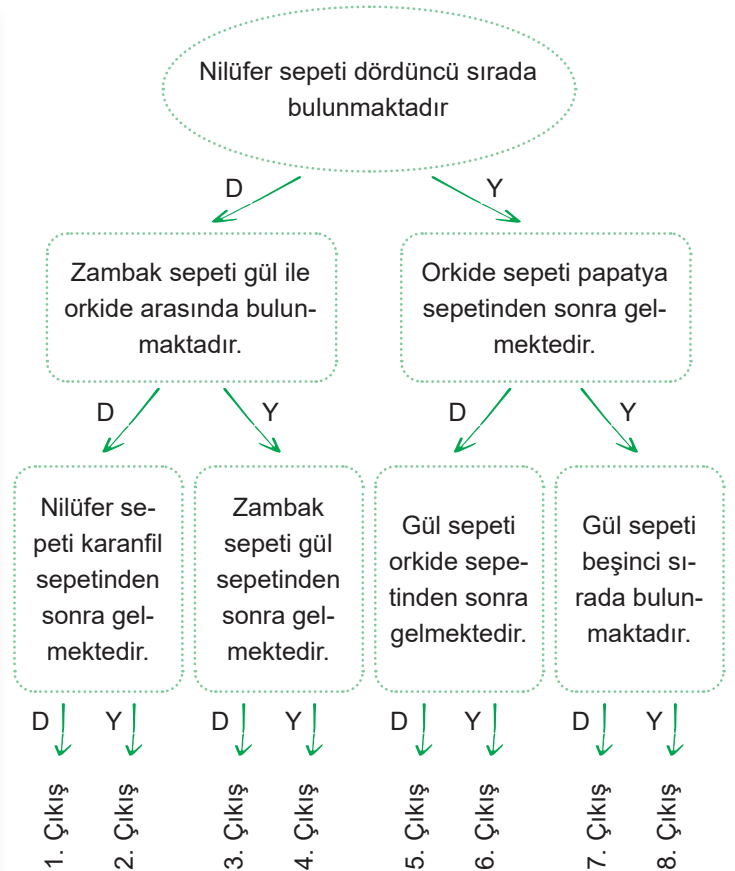 Nilüfer sepeti dördüncü sırada
bulunmaktadır
D
Y
Zambak sepeti gül ile
orkide arasında bulun-
maktadır.
Orkide sepeti papatya
sepetinden sonra gel-
mektedir.
D
Y
D
Y
Nilüfer se-
peti karanfil
sepetinden
sonra gel-
mektedir.
Zambak
sepeti gül
sepetinden
sonra gel-
mektedir.
Gül sepeti
orkide sepe-
tinden sonra
gelmektedir.
Gül sepeti
beşinci sı-
rada bulun-
maktadır.
D
Y
D
Y
D
Y
D
Y
1. Çıkış
2. Çıkış
3. Çıkış
4. Çıkış
5. Çıkış
6. Çıkış
7. Çıkış
8. Çıkış